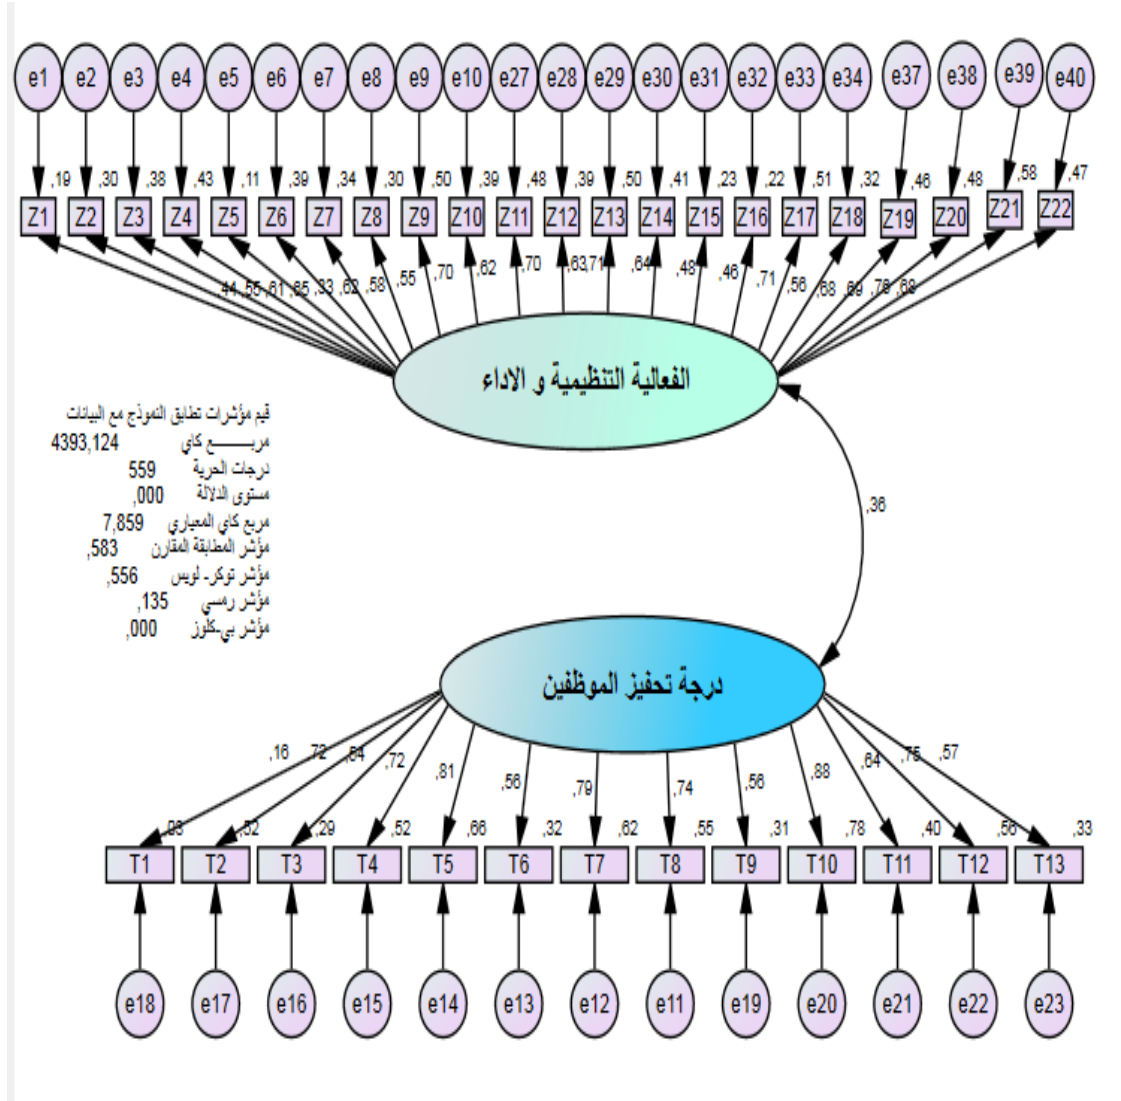 e1 e2 e3 e4 e5 e6 e7 e8 e9 e10 e27 e28 e29 e30 e31 e32 e33 e34 e37 e38 e39 e40
,19 ,30 ,38 ,43 ,11 ,39 ,34 ,30 ,50 ,39 ,48 ,39 ,50 ,41 ,23 ,22 ,51 ,32 ,46 ,48 ,58 ,47
Z1 Z2 Z3 Z4 Z5 Z6 Z7 Z8 Z9 Z10 Z11 Z12 Z13 Z14 Z15 Z16 Z17 Z18 Z19 Z20 Z21 Z22
,44 ,55 ,61 ,65 ,33 ,62 ,58 ,55 ,70 ,62 ,70 ,63 ,71 ,64 ,48 ,46 ,71 ,56 ,68 ,69 ,76 ,68
الفعالية التنظيمية و الاداء
قيم مؤشرات تطابق النموذج مع البيانات
مربـــــــع كاي 4393,124
درجات الحرية 559
مستوى الدلالة ,000
مربع كاي المعياري 7,859
مؤشر المطابقة المقارن ,583
مؤشر توكر- لويس ,556
مؤشر رمسي ,135
مؤشر بي-كلوز ,000
,36
درجة تحفيز الموظفين
,16 ,72 ,54 ,72 ,81 ,56 ,79 ,74 ,56 ,88 ,64 ,75 ,57
,03 ,52 ,29 ,52 ,66 ,32 ,62 ,55 ,31 ,78 ,40 ,56 ,33
T1 T2 T3 T4 T5 T6 T7 T8 T9 T10 T11 T12 T13
e18 e17 e16 e15 e14 e13 e12 e11 e19 e20 e21 e22 e23